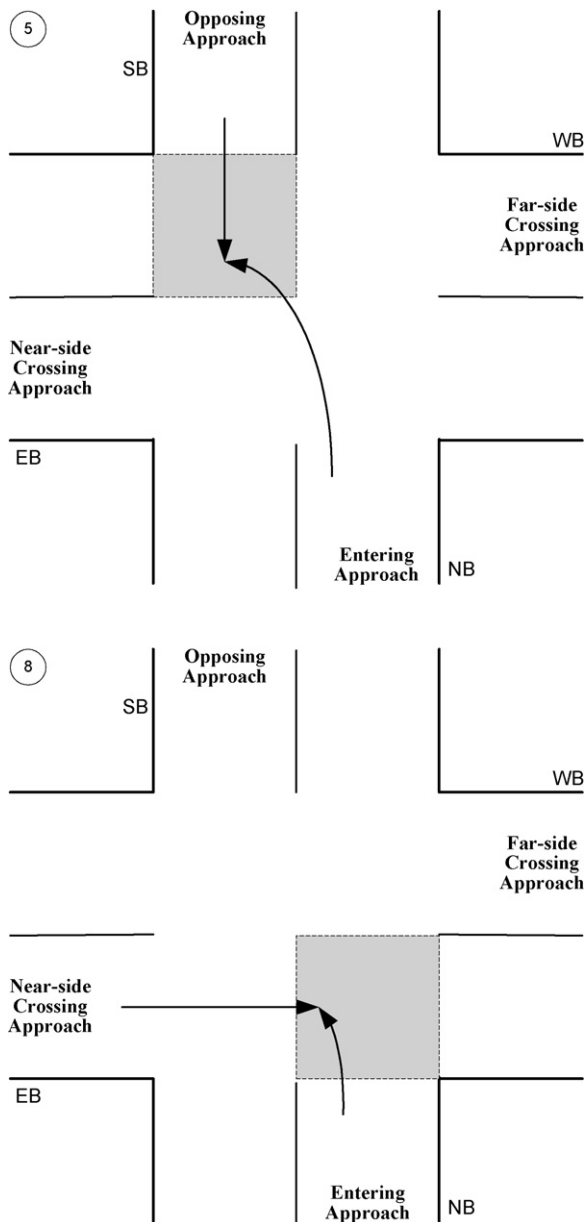 5
Opposing
Approach
SB
WB
Far-side
Crossing
Approach
Near-side
Crossing
Approach
EB
Entering
Approach
NB
8
Opposing
Approach
SB
WB
Far-side
Crossing
Approach
Near-side
Crossing
Approach
EB
Entering
Approach
NB